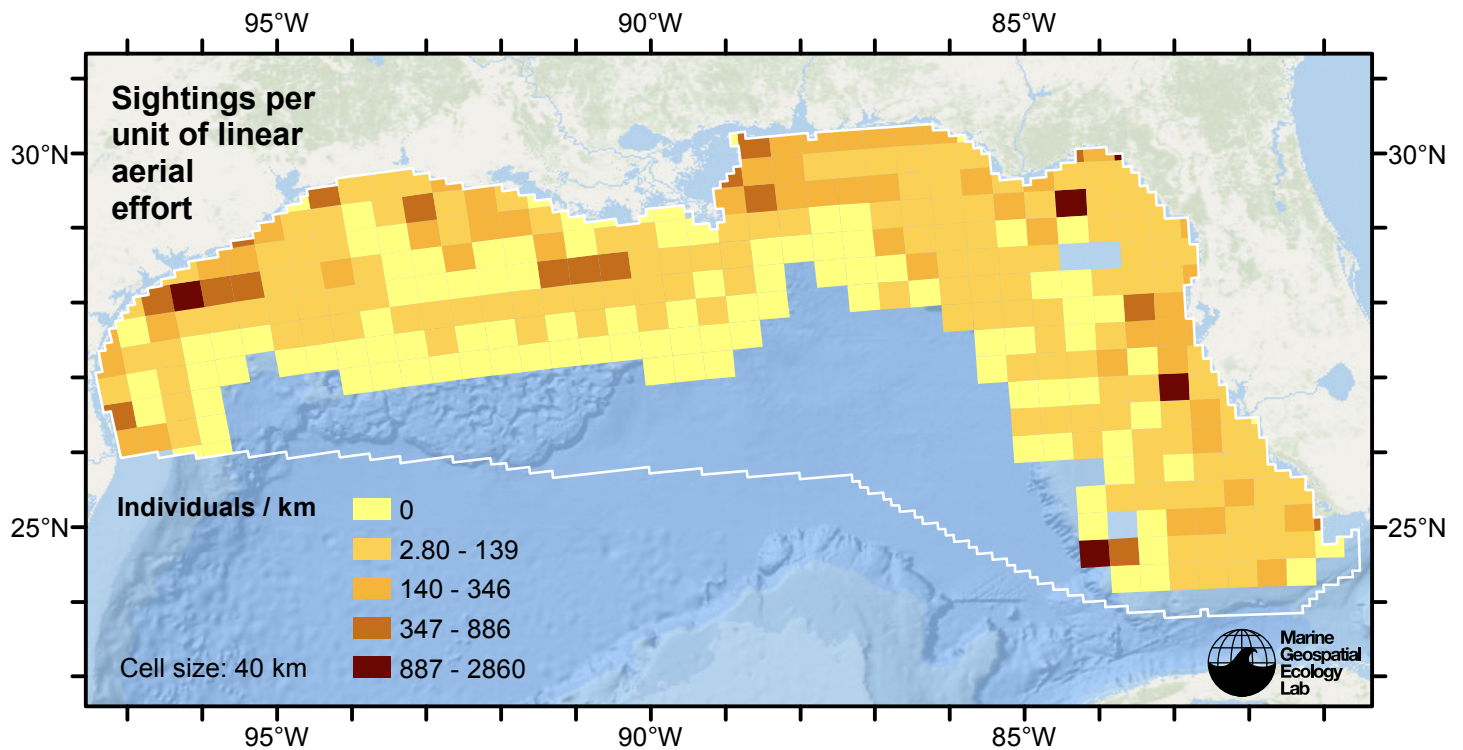 95°W 90°W 85°W
Sightings per
unit of linear
aerial
effort
30°N 30°N
25°N 25°N
Individuals / km
0
2.80 - 139
140 - 346
347 - 886
887 - 2860
Cell size: 40 km
Marine
Geospatial
Ecology
Lab
95°W 90°W 85°W